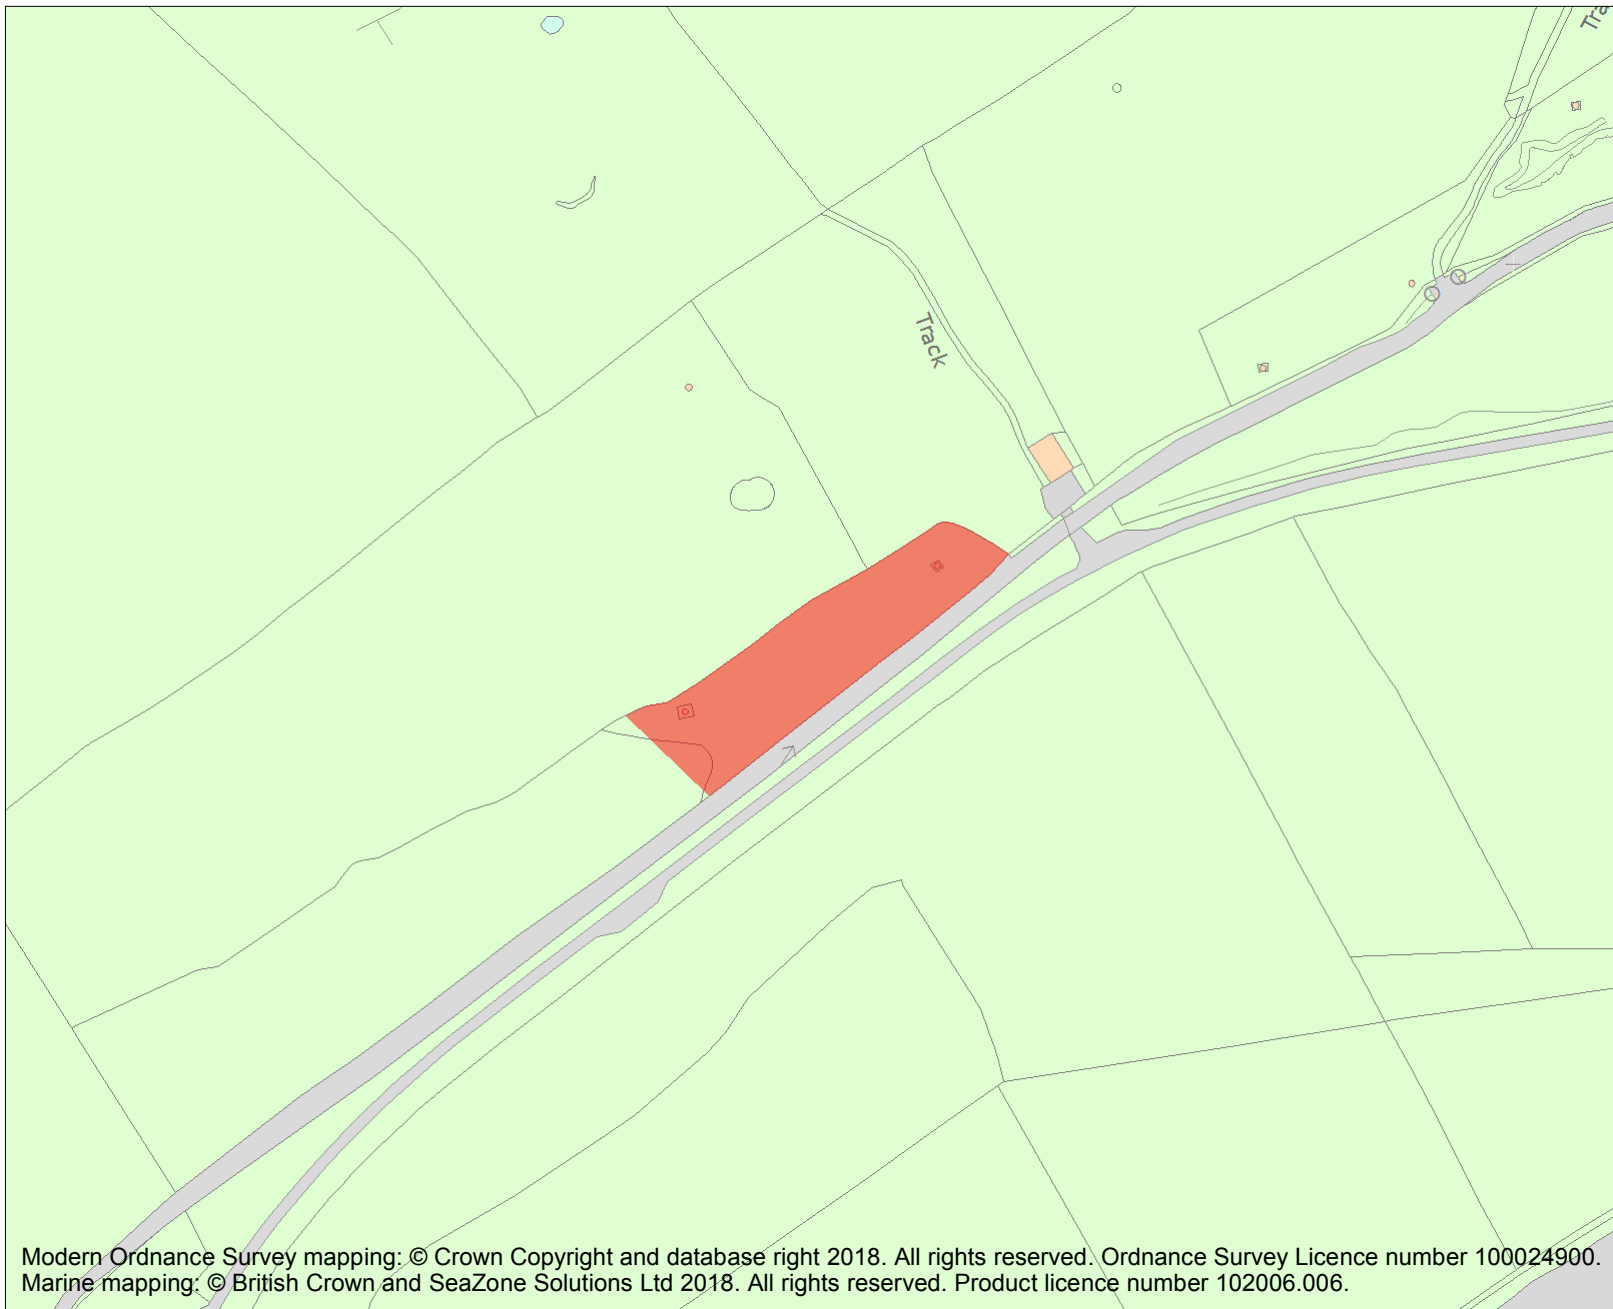 Track
Modern Ordnance Survey mapping: © Crown Copyright and database right 2018. All rights reserved. Ordnance Survey Licence number 100024900.
Marine mapping: © British Crown and SeaZone Solutions Ltd 2018. All rights reserved. Product licence number 102006.006.